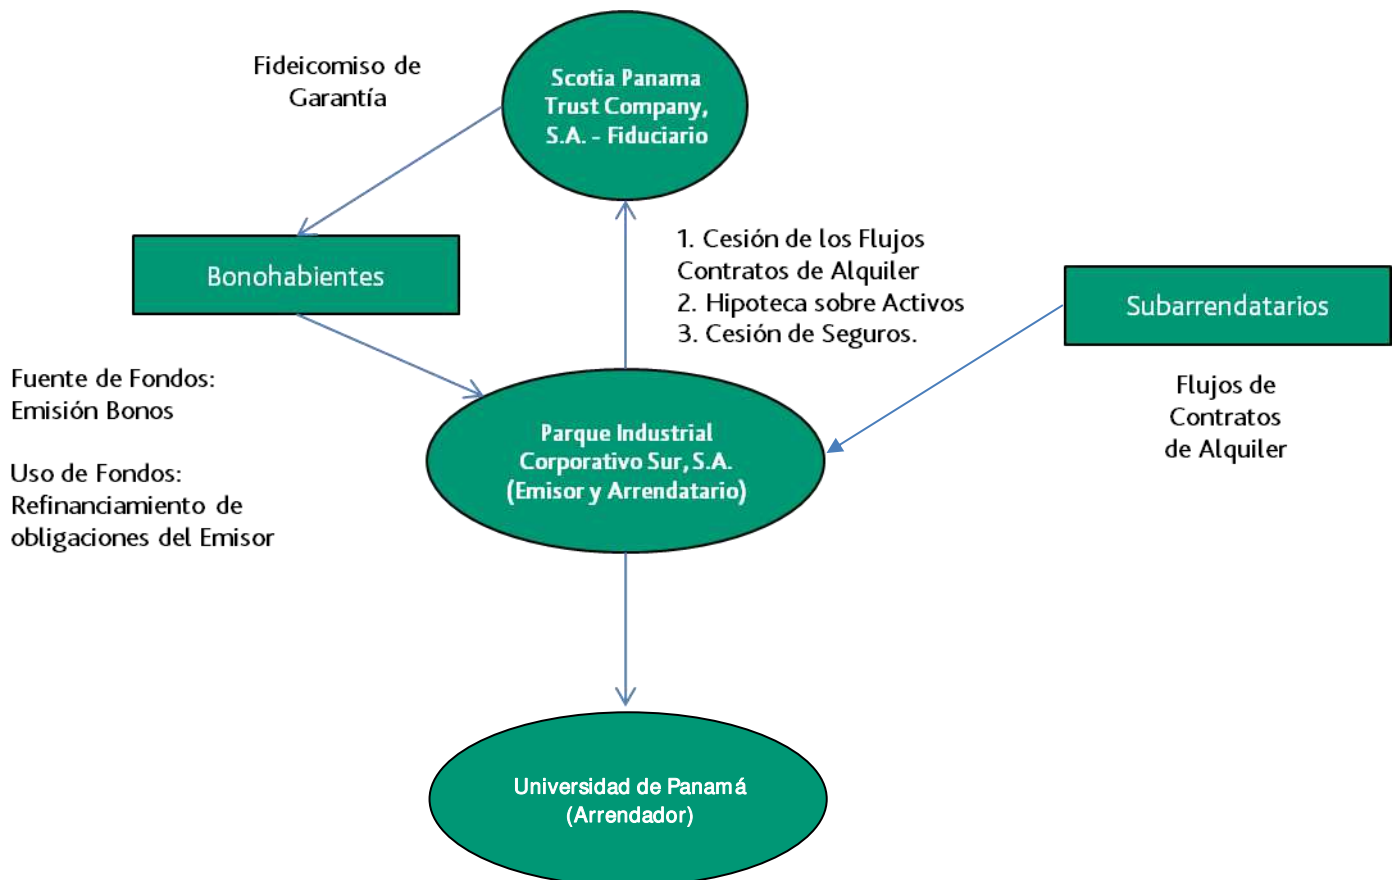 Fideicomiso de
Garantía
Scotia Panama
Trust Company,
S.A. - Fiduciario
Bonohabientes
1. Cesión de los Flujos
Contratos de Alquiler
2. Hipoteca sobre Activos
3. Cesión de Seguros.
Subarrendatarios
Flujos de
Contratos
de Alquiler
Fuente de Fondos:
Emisión Bonos
Uso de Fondos:
Refinanciamiento de
obligaciones del Emisor
Parque Industrial
Corporativo Sur, S.A.
(Emisor y Arrendatario)
Universidad de Panamá
(Arrendador)